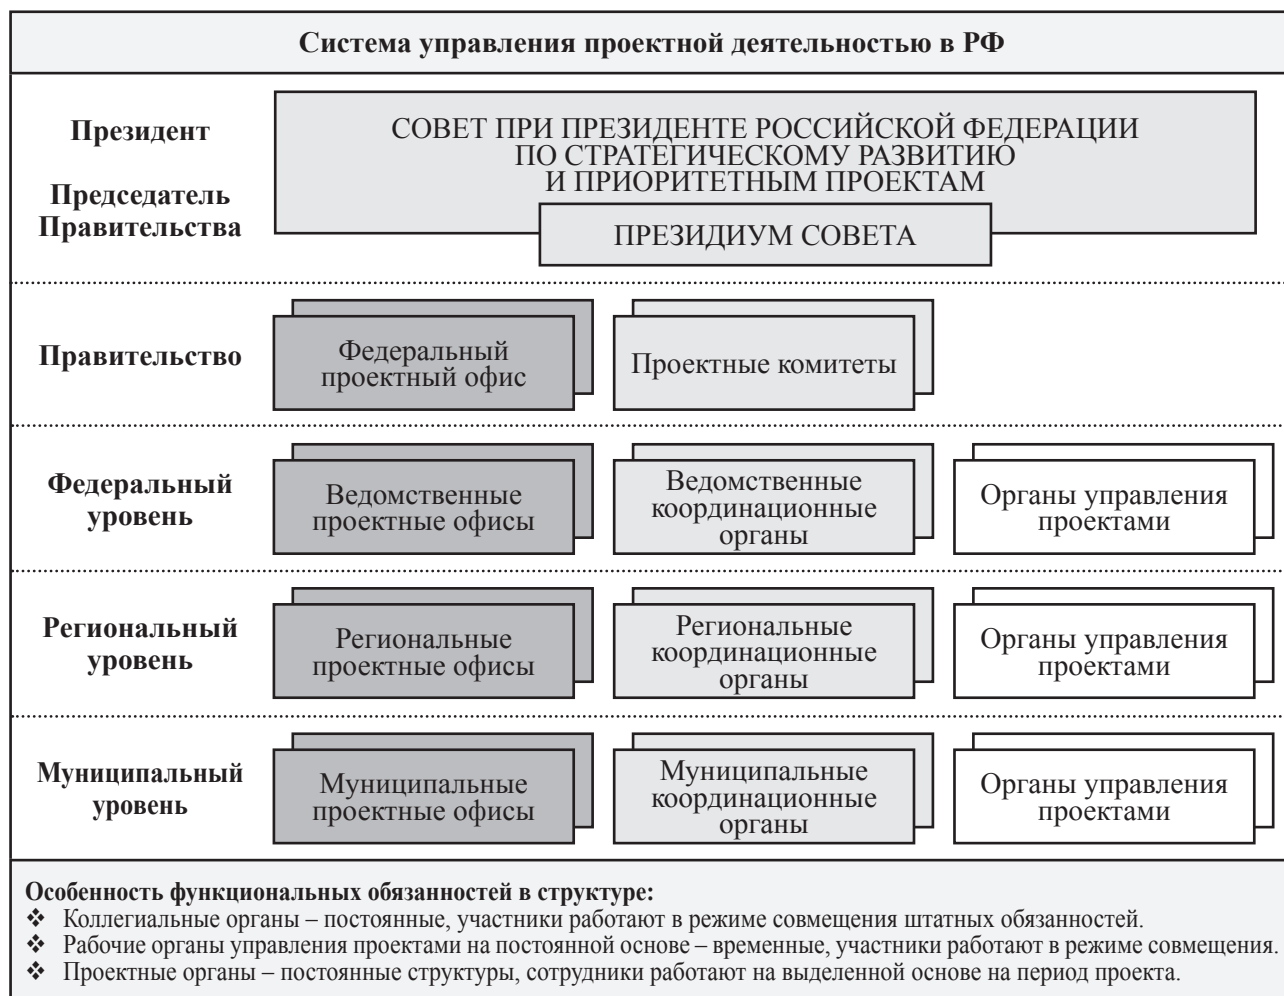 Система управления проектной деятельностью в РФ
Президент
Председатель
Правительства
СОВЕТ ПРИ ПРЕЗИДЕНТЕ РОССИЙСКОЙ ФЕДЕРАЦИИ
ПО СТРАТЕГИЧЕСКОМУ РАЗВИТИЮ
И ПРИОРИТЕТНЫМ ПРОЕКТАМ
ПРЕЗИДИУМ СОВЕТА
Правительство
Федеральный
проектный офис
Проектные комитеты
Федеральный
уровень
Ведомственные
проектные офисы
Ведомственные
координационные
органы
Органы управления
проектами
Региональный
уровень
Региональные
проектные офисы
Региональные
координационные
органы
Органы управления
проектами
Муниципальный
уровень
Муниципальные
проектные офисы
Муниципальные
координационные
органы
Органы управления
проектами
Особенность функциональных обязанностей в структуре:
❖ Коллегиальные органы – постоянные, участники работают в режиме совмещения штатных обязанностей.
❖ Рабочие органы управления проектами на постоянной основе – временные, участники работают в режиме совмещения.
❖ Проектные органы – постоянные структуры, сотрудники работают на выделенной основе на период проекта.